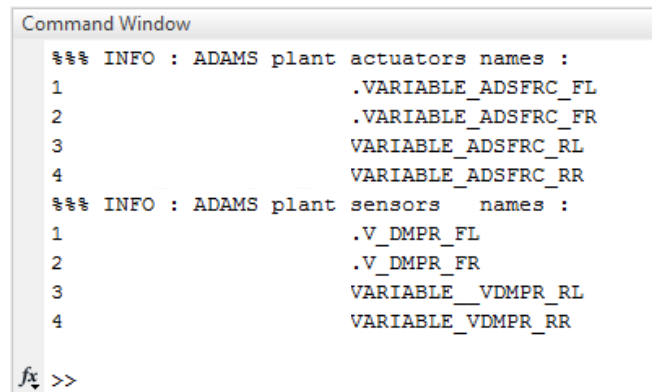 Command Window
%%% INFO : ADAMS plant actuators names :
1 .VARIABLE_ADSFRC_FL
2 .VARIABLE_ADSFRC_FR
3 VARIABLE_ADSFRC_RL
4 VARIABLE_ADSFRC_RR
%%% INFO : ADAMS plant sensors names :
1 .V_DMPR_FL
2 .V_DMPR_FR
3 VARIABLE__VDMPR_RL
4 VARIABLE_VDMPR_RR
fx >>